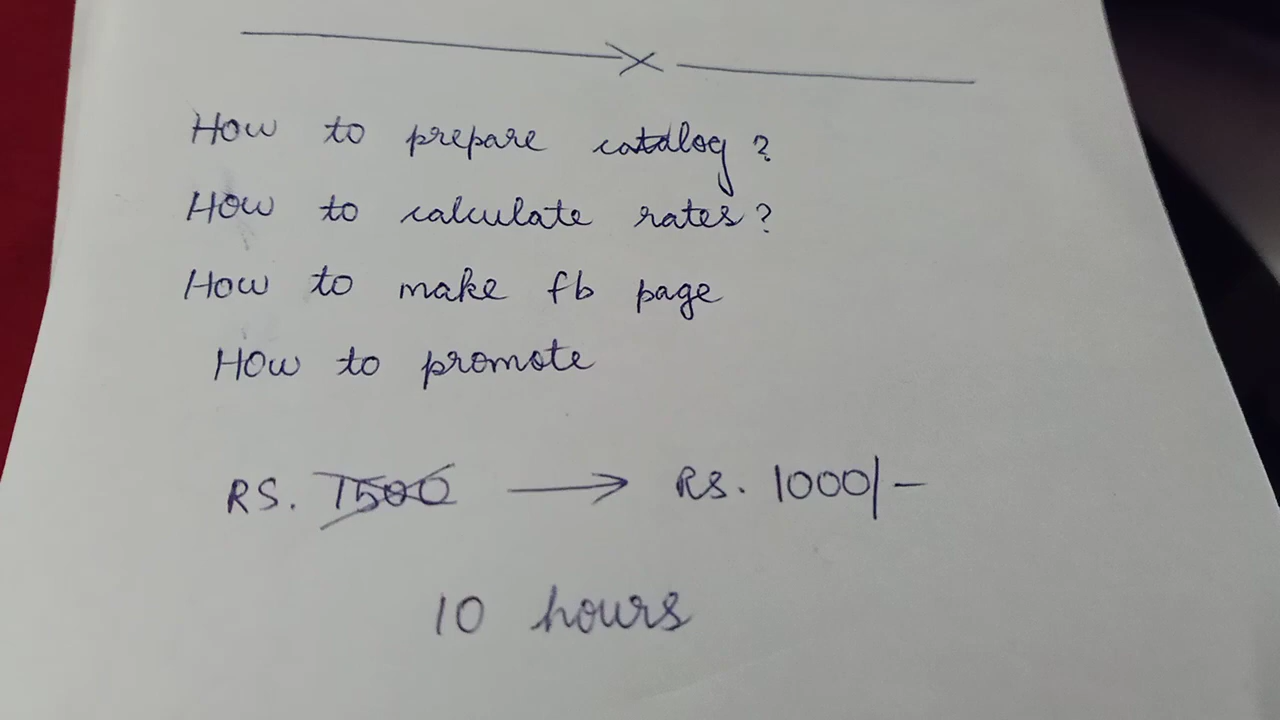 How to prepare catalog?
How to calculate rates?
How to make fb page
How to promote
RS. 1500 → RS. 1000/-
10 hours